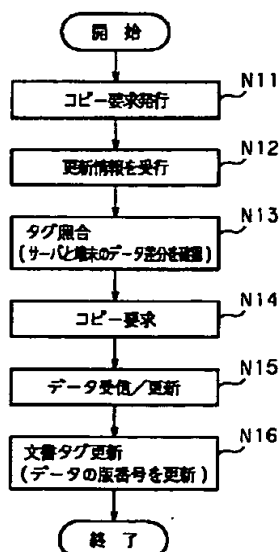 開 始
N11
コピー要求発行
N12
更新情報を受行
N13
タグ照合
(サーバと端末のデータ差分を確認)
N14
コピー要求
N15
データ受信/更新
N16
文書タグ更新
(データの版番号を更新)
終 了